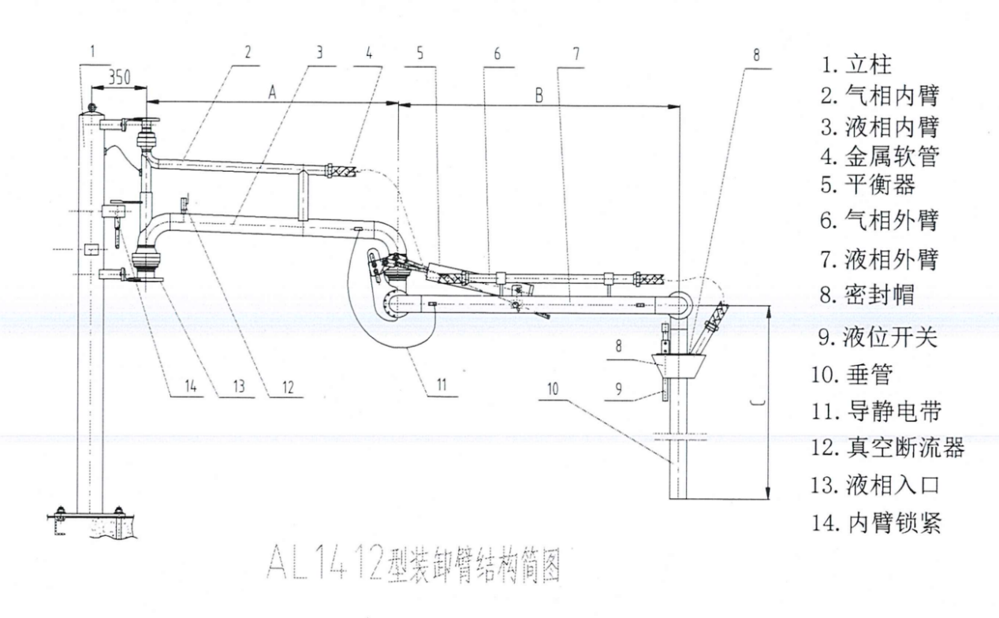 1
2
3
4
5
6
7
8
350
A
B
8
9
10
11
12
13
14
C
AL1412型装卸臂结构简图
1.立柱
2.气相内臂
3.液相内臂
4.金属软管
5.平衡器
6.气相外臂
7.液相外臂
8.密封帽
9.液位开关
10.垂管
11.导静电带
12.真空断流器
13.液相入口
14.内臂锁紧